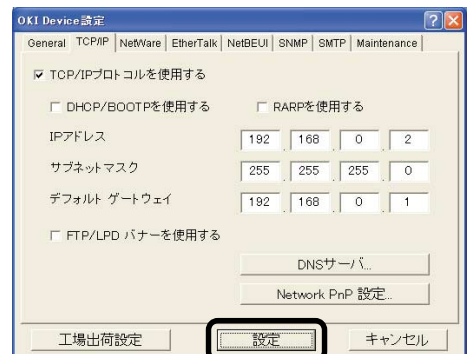 OKI Device設定
General TCP/IP NetWare EtherTalk NetBEUI SNMP SMTP Maintenance
TCP/IPプロトコルを使用する
DHCP/BOOTPを使用する RARPを使用する
IPアドレス 192 . 168 . 0 . 2
サブネットマスク 255 . 255 . 255 . 0
デフォルト ゲートウェイ 192 . 168 . 0 . 1
FTP/LPD バナーを使用する
DNSサーバ...
Network PnP 設定...
工場出荷設定 設定 キャンセル